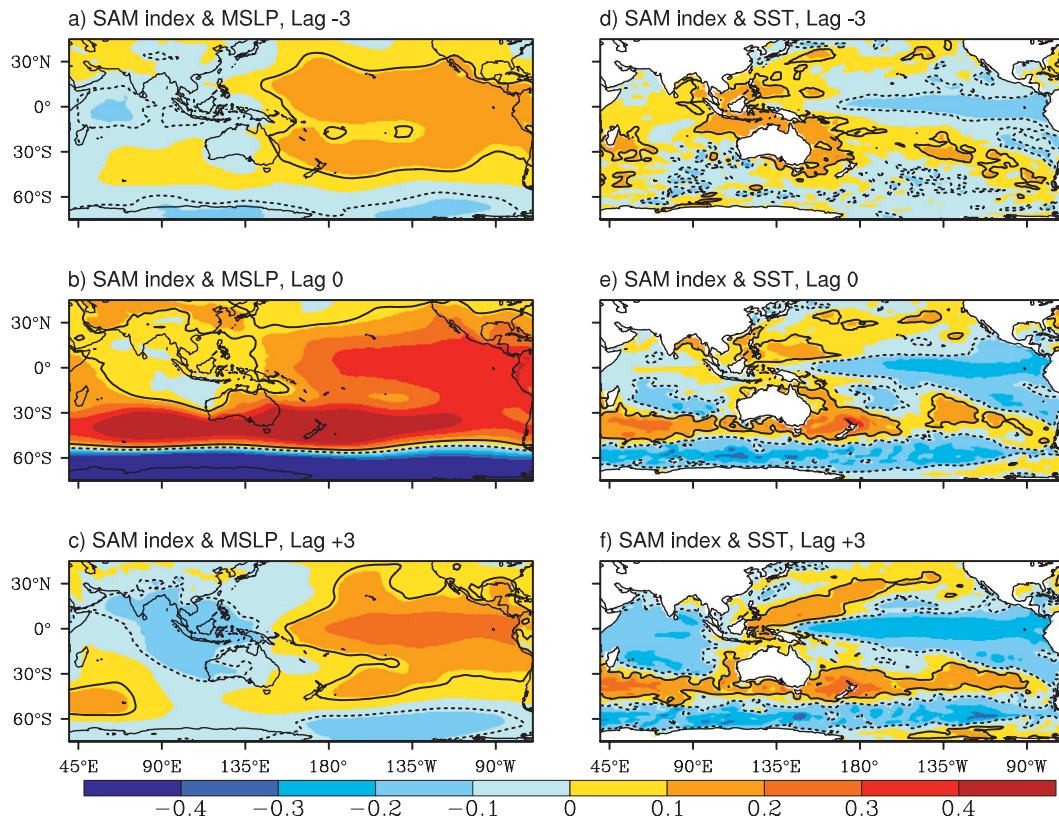 a) SAM index & MSLP, Lag -3
d) SAM index & SST, Lag -3
30°N
0°
30°S
60°S
b) SAM index & MSLP, Lag 0
e) SAM index & SST, Lag 0
30°N
0°
30°S
60°S
c) SAM index & MSLP, Lag +3
f) SAM index & SST, Lag +3
30°N
0°
30°S
60°S
45°E 90°E 135°E 180° 135°W 90°W 45°E 90°E 135°E 180° 135°W 90°W
−0.4 −0.3 −0.2 −0.1 0 0.1 0.2 0.3 0.4